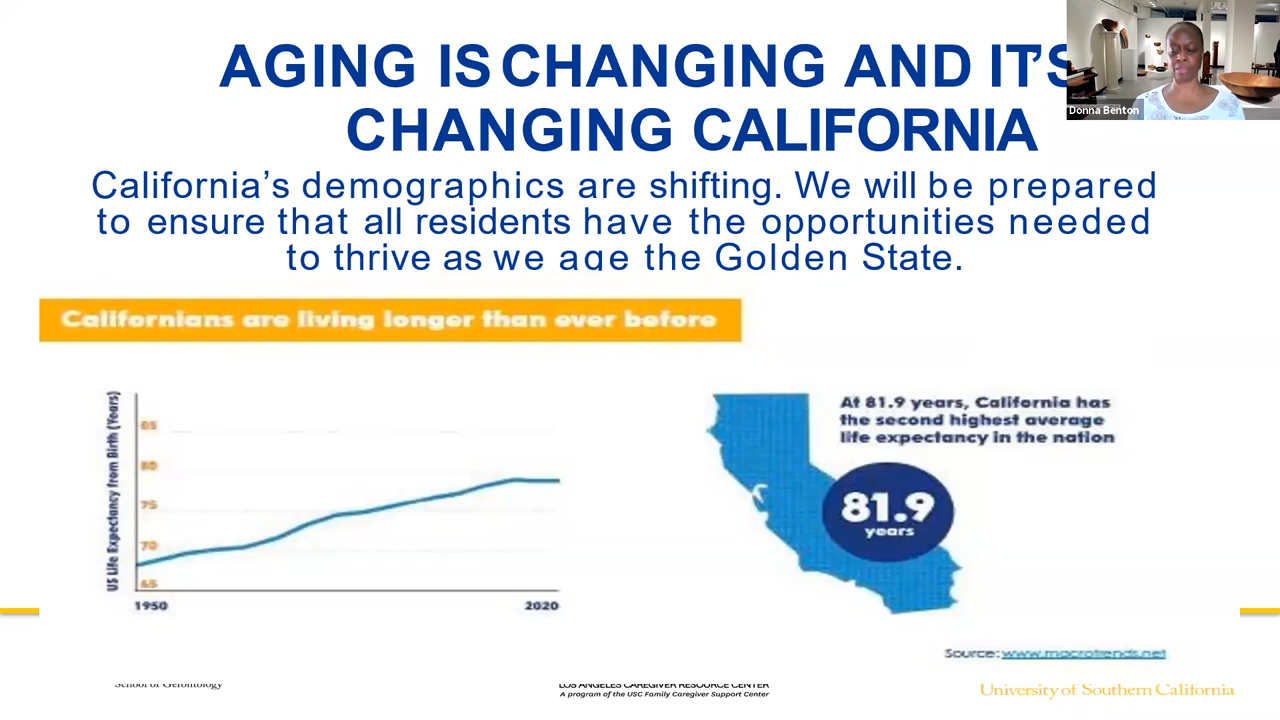 AGING IS CHANGING AND IT'S
CHANGING CALIFORNIA
Donna Benton
California's demographics are shifting. We will be prepared
to ensure that all residents have the opportunities needed
to thrive as we age the Golden State.
Californians are living longer than ever before
US Life Expectancy from Birth (Years)
85
80
75
70
65
1950
2020
At 81.9 years, California has
the second highest average
life expectancy in the nation
81.9
years
Source: www.macrotrends.net
School of Gerontology
LOS ANGELES CAREGIVER RESOURCE CENTER
A program of the USC Family Caregiver Support Center
University of Southern California